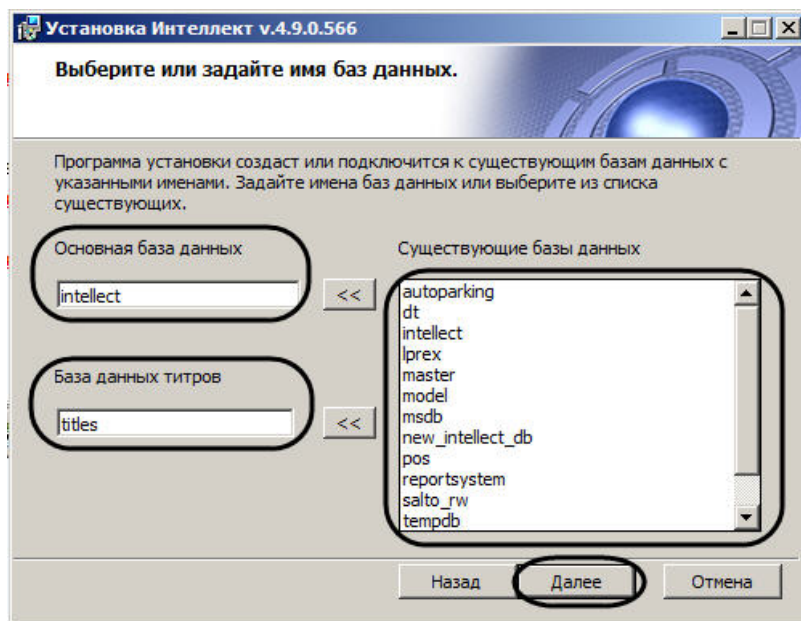 Установка Интеллект v.4.9.0.566
Выберите или задайте имя баз данных.
Программа установки создаст или подключится к существующим базам данных с
указанными именами. Задайте имена баз данных или выберите из списка
существующих.
Основная база данных
intellect
<<
База данных титров
titles
<<
Существующие базы данных
autoparking
dt
intellect
lprex
master
model
msdb
new_intellect_db
pos
reportsystem
salto_rw
tempdb
Назад
Далее
Отмена